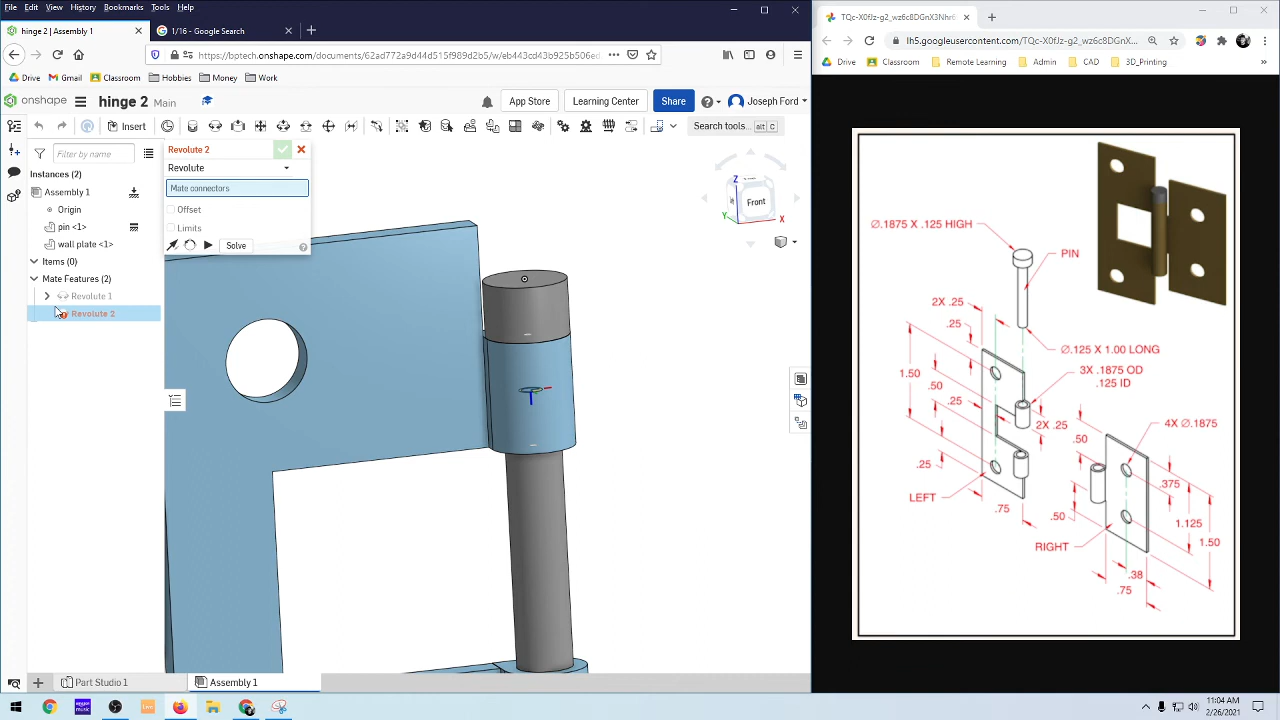 File Edit View History Bookmarks Tools Help
hinge 2 | Assembly 1
1/16 - Google Search
https://bptech.onshape.com/documents/62ad772a9d44d515f9d9d2b5/w/eb443cd43b925b506ed
Drive Gmail Classroom Hobbies Money Work
onshape hinge 2 Main App Store Learning Center Share Joseph Ford
Insert Search tools... alt C
Filter by name
Instances (2)
Assembly 1
Origin
pin <1>
wall plate <1>
Items (0)
Mate Features (2)
Revolute 1
Revolute 2
Revolute 2
Revolute
Mate connectors
Offset
Limits
Solve
Z
Front
X
Y
Part Studio 1
Assembly 1
TQc-X0fJz-g2_wz6c8DGnX3Nhr6
lh5.googleusercontent.com/TQc-X0fJz-g2_wz6c8DGnX...
Drive Classroom Remote Learning Admin CAD 3D_Printing
Ø.1875 X .125 HIGH
PIN
2X .25
.25
Ø.125 X 1.00 LONG
3X .1875 OD
.125 ID
1.50
.50
.25
2X .25
.50
4X Ø.1875
.25
.375
LEFT
.75
.50
1.125
1.50
RIGHT
.38
.75
11:04 AM
2/26/2021